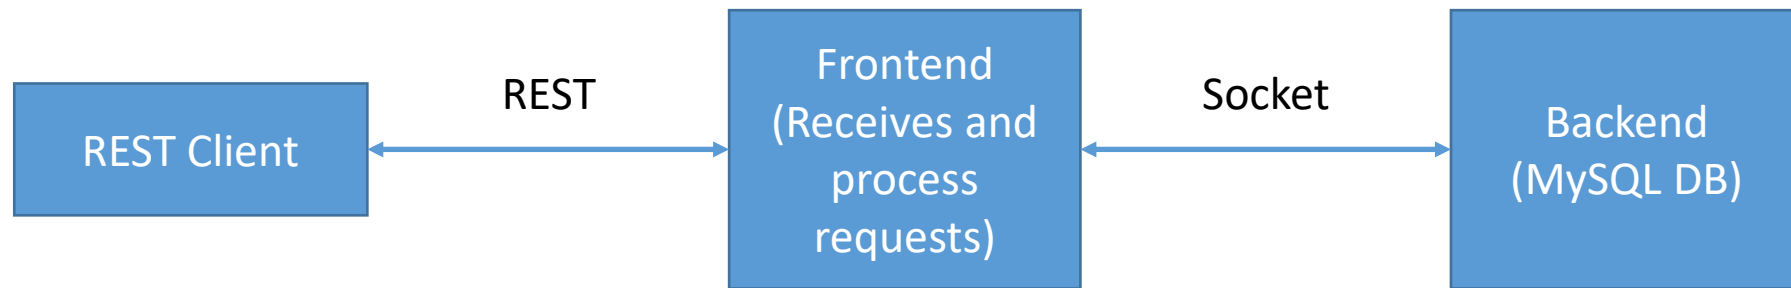 REST Client
REST
Frontend
(Receives and
process
requests)
Socket
Backend
(MySQL DB)